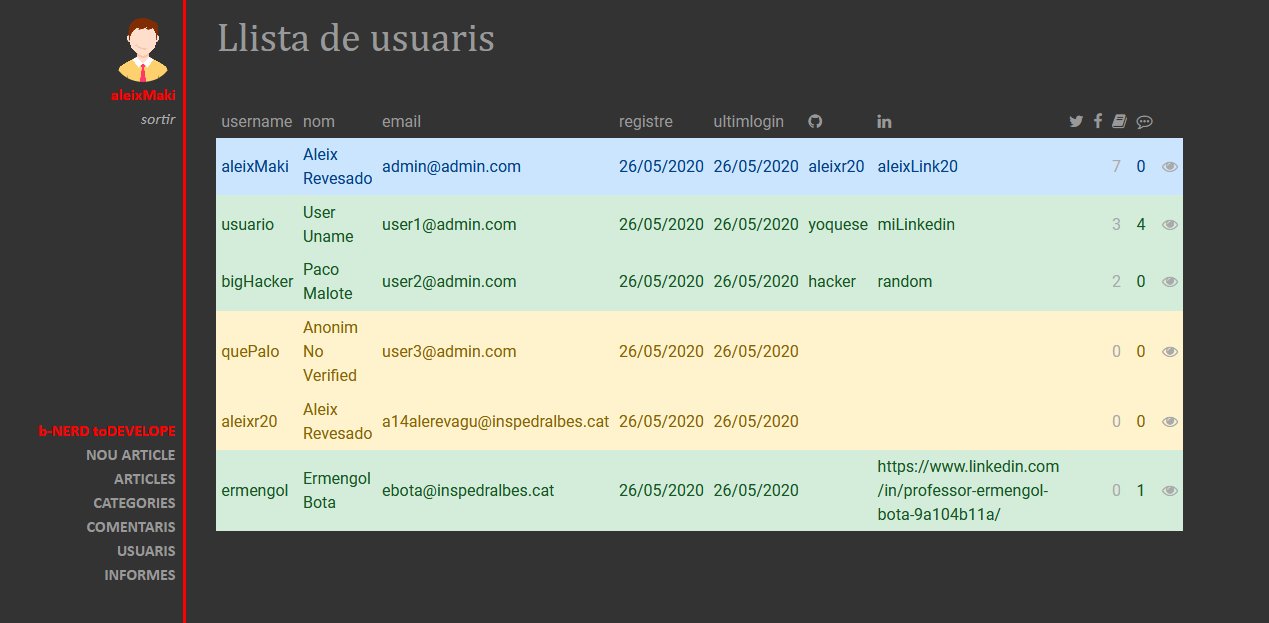 aleixMaki
sortir
b-NERD toDEVELOPE
NOU ARTICLE
ARTICLES
CATEGORIES
COMENTARIS
USUARIS
INFORMES
Llista de usuaris
username nom email registre ultimlogin
aleixMaki Aleix Revesado admin@admin.com 26/05/2020 26/05/2020 aleixr20 aleixLink20 7 0
usuario User Uname user1@admin.com 26/05/2020 26/05/2020 yoquese miLinkedin 3 4
bigHacker Paco Malote user2@admin.com 26/05/2020 26/05/2020 hacker random 2 0
quePalo Anonim No Verified user3@admin.com 26/05/2020 26/05/2020 0 0
aleixr20 Aleix Revesado a14alerevagu@inspedralbes.cat 26/05/2020 26/05/2020 0 0
ermengol Ermengol Bota ebota@inspedralbes.cat 26/05/2020 26/05/2020 https://www.linkedin.com/in/professor-ermengol-bota-9a104b11a/ 0 1